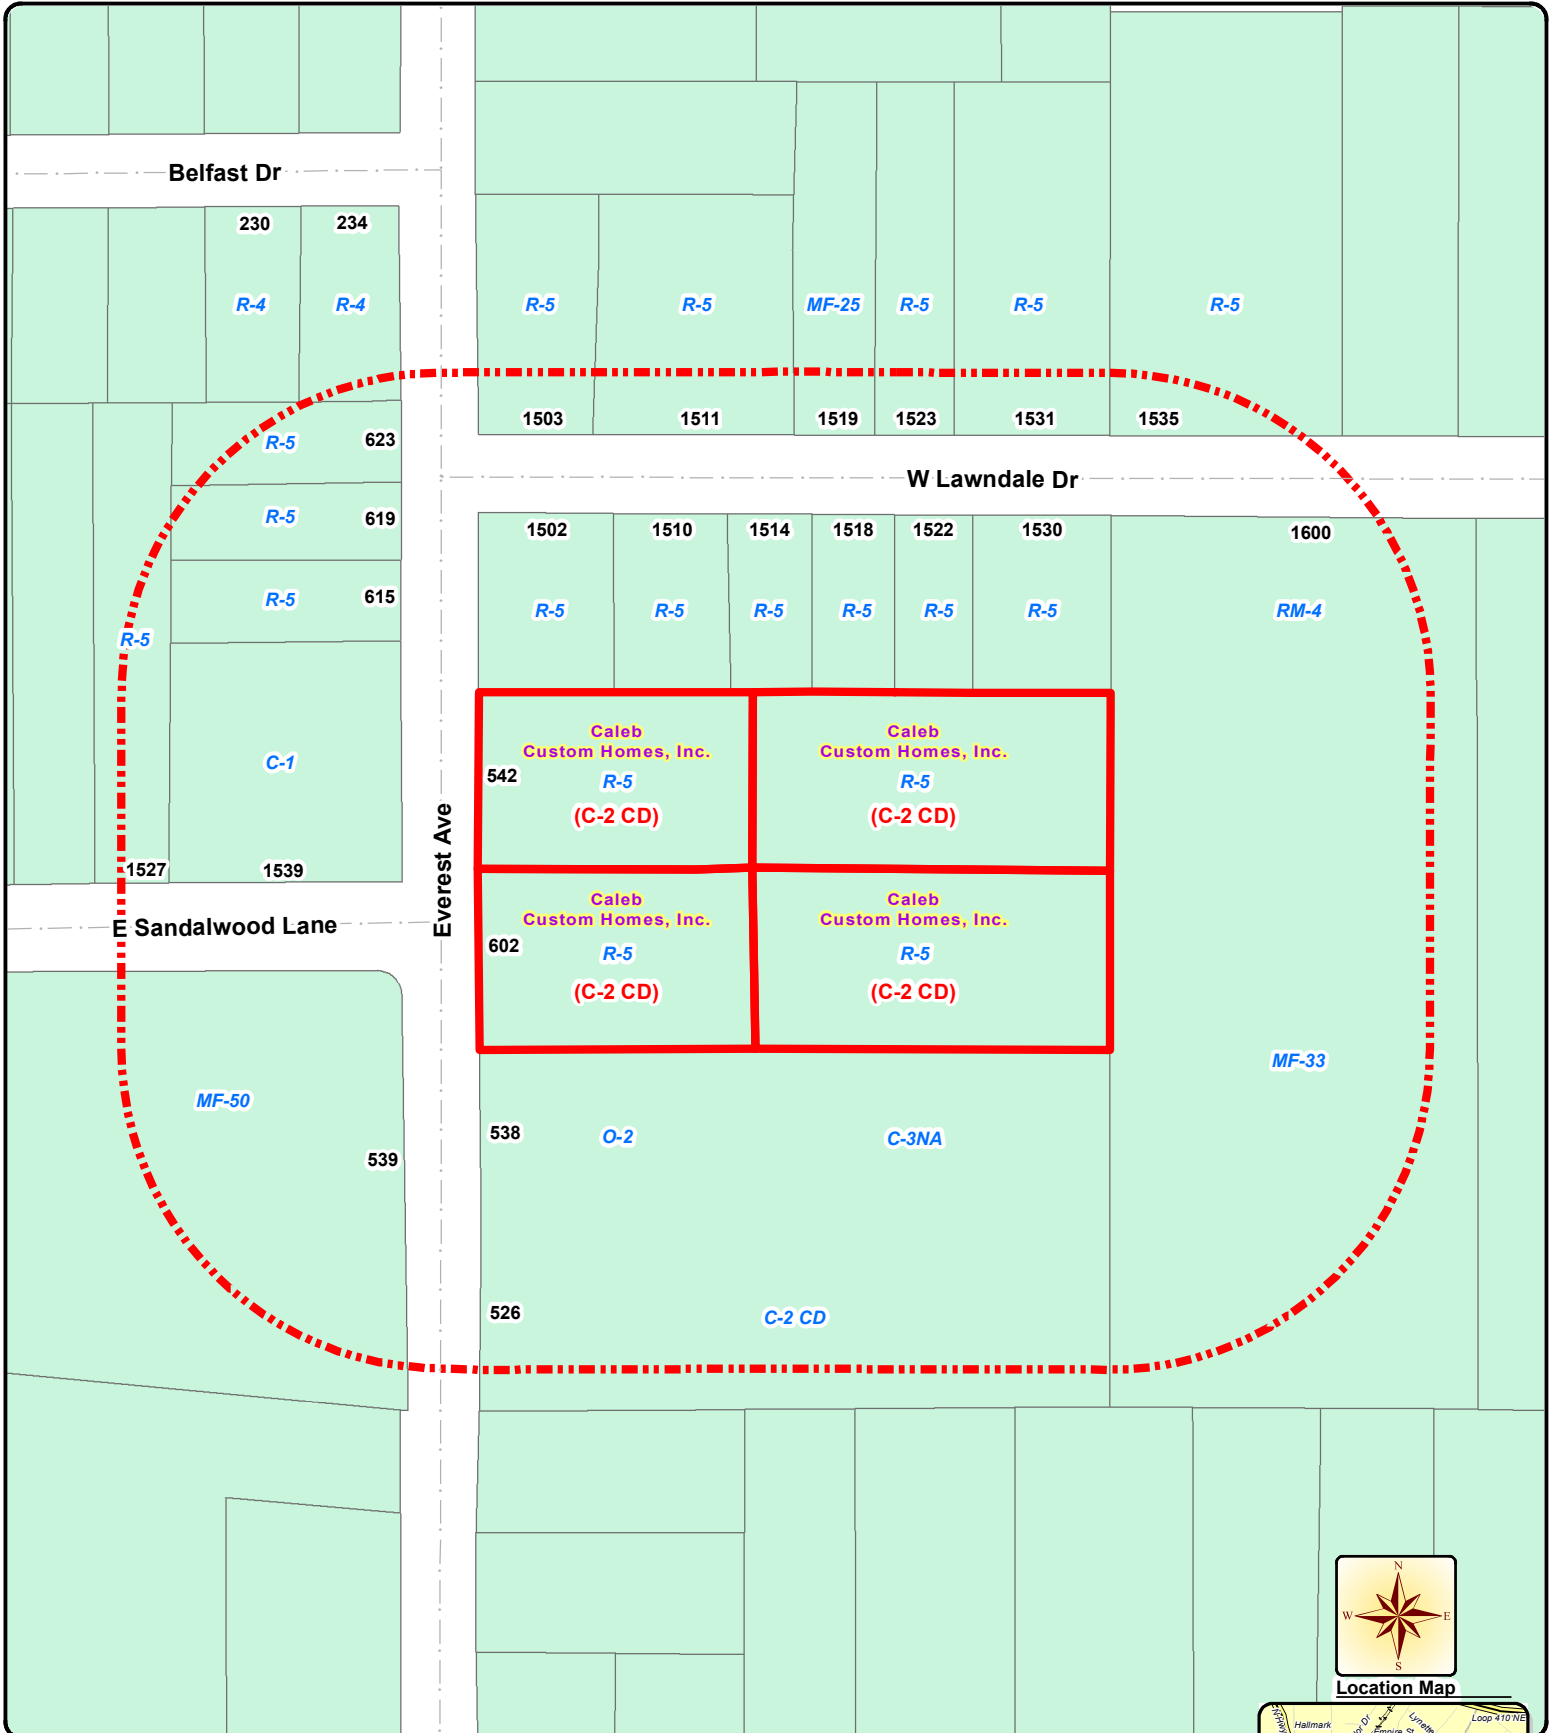 Belfast Dr
230
234
R-4
R-4
R-5
R-5
MF-25
R-5
R-5
R-5
1503
1511
1519
1523
1531
1535
R-5
623
W Lawndale Dr
R-5
619
1502
1510
1514
1518
1522
1530
1600
R-5
615
R-5
R-5
R-5
R-5
R-5
R-5
RM-4
R-5
Caleb
Custom Homes, Inc.
542
R-5
(C-2 CD)
Caleb
Custom Homes, Inc.
R-5
(C-2 CD)
C-1
1527
1539
Everest Ave
E Sandalwood Lane
Caleb
Custom Homes, Inc.
602
R-5
(C-2 CD)
Caleb
Custom Homes, Inc.
R-5
(C-2 CD)
MF-33
MF-50
539
538
O-2
C-3NA
526
C-2 CD
N
W
E
S
Location Map
Hallmark
Loop 410 NE